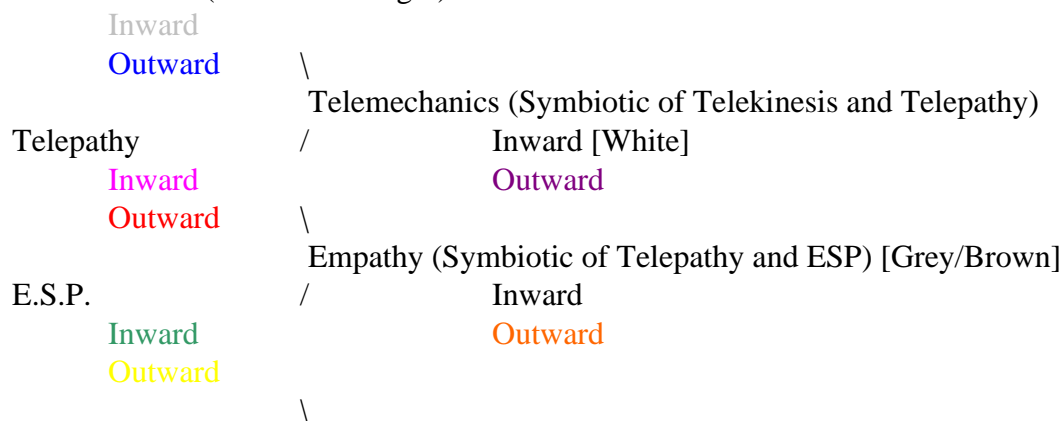 Inward
Outward \
Telemechanics (Symbiotic of Telekinesis and Telepathy)
Telepathy / Inward [White]
Inward Outward
Outward \
Empathy (Symbiotic of Telepathy and ESP) [Grey/Brown]
E.S.P. / Inward
Inward Outward
Outward
\